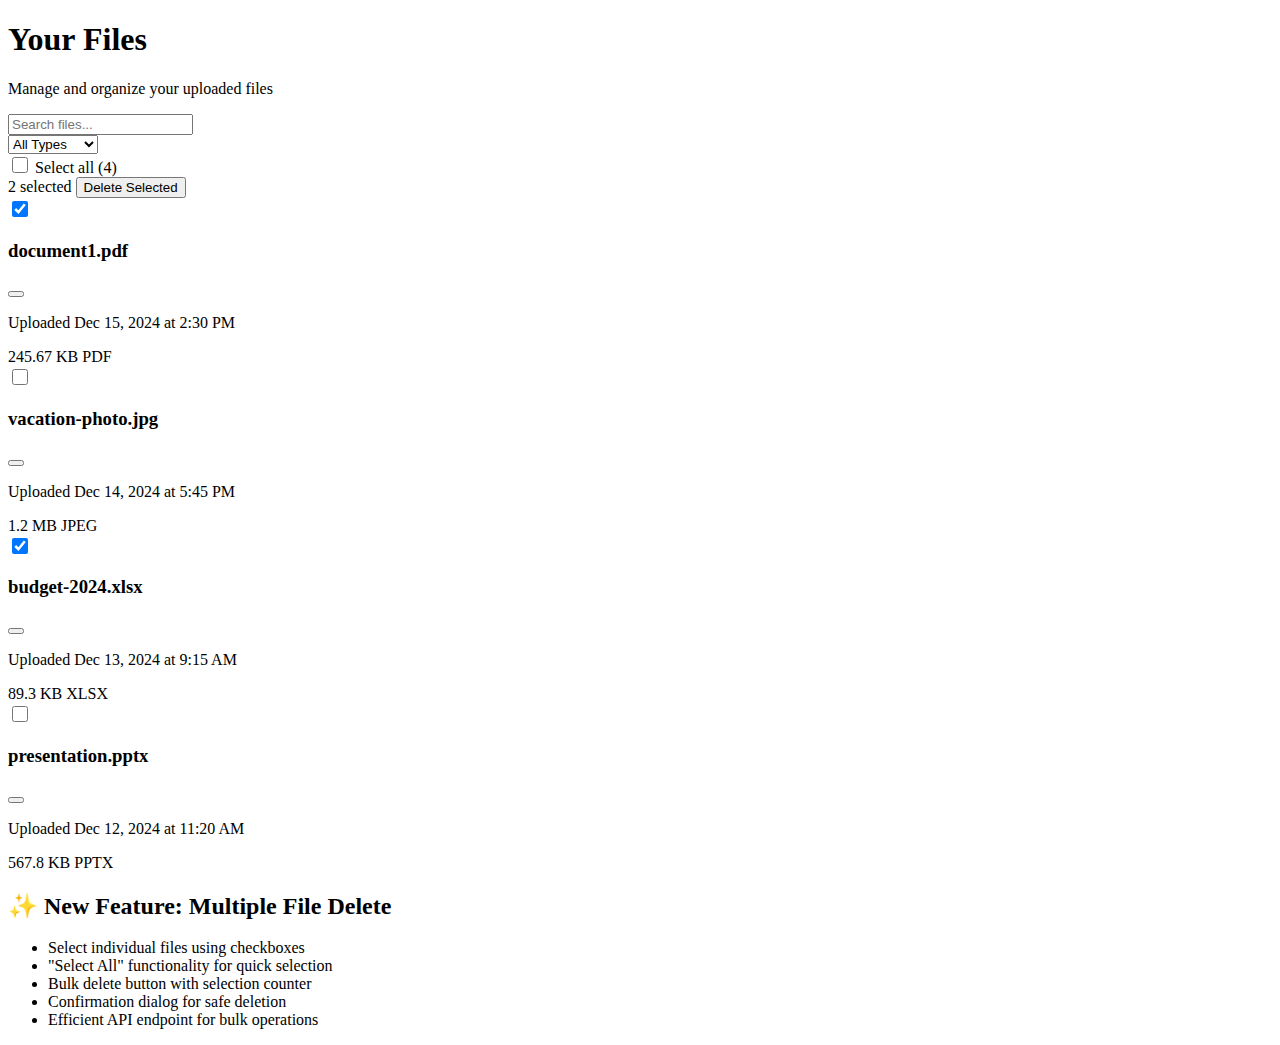 Your Files
Manage and organize your uploaded files
Search files...
All Types
Select all (4)
2 selected Delete Selected
document1.pdf
Uploaded Dec 15, 2024 at 2:30 PM
245.67 KB PDF
vacation-photo.jpg
Uploaded Dec 14, 2024 at 5:45 PM
1.2 MB JPEG
budget-2024.xlsx
Uploaded Dec 13, 2024 at 9:15 AM
89.3 KB XLSX
presentation.pptx
Uploaded Dec 12, 2024 at 11:20 AM
567.8 KB PPTX
✨ New Feature: Multiple File Delete
Select individual files using checkboxes
"Select All" functionality for quick selection
Bulk delete button with selection counter
Confirmation dialog for safe deletion
Efficient API endpoint for bulk operations